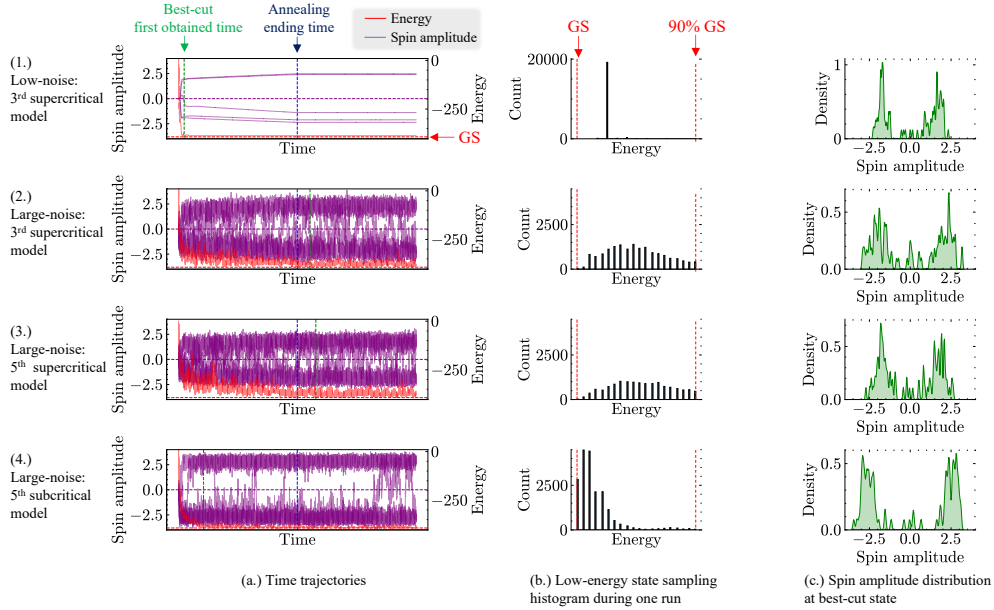 Best-cut
first obtained time
Annealing
ending time
Energy
Spin amplitude
GS
90% GS
(1.)
Low-noise:
3rd supercritical
model
Spin amplitude
2.5
0.0
−2.5
0
−250
Energy
GS
Time
Count
20000
0
Energy
Density
1
0
−2.5 0.0 2.5
Spin amplitude
(2.)
Large-noise:
3rd supercritical
model
Spin amplitude
2.5
0.0
−2.5
0
−250
Energy
Time
Count
2500
0
Energy
Density
0.5
0.0
−2.5 0.0 2.5
Spin amplitude
(3.)
Large-noise:
5th supercritical
model
Spin amplitude
2.5
0.0
−2.5
0
−250
Energy
Time
Count
2500
0
Energy
Density
0.5
0.0
−2.5 0.0 2.5
Spin amplitude
(4.)
Large-noise:
5th subcritical
model
Spin amplitude
2.5
0.0
−2.5
0
−250
Energy
Time
Count
2500
0
Energy
Density
0.5
0.0
−2.5 0.0 2.5
Spin amplitude
(a.) Time trajectories
(b.) Low-energy state sampling
histogram during one run
(c.) Spin amplitude distribution
at best-cut state